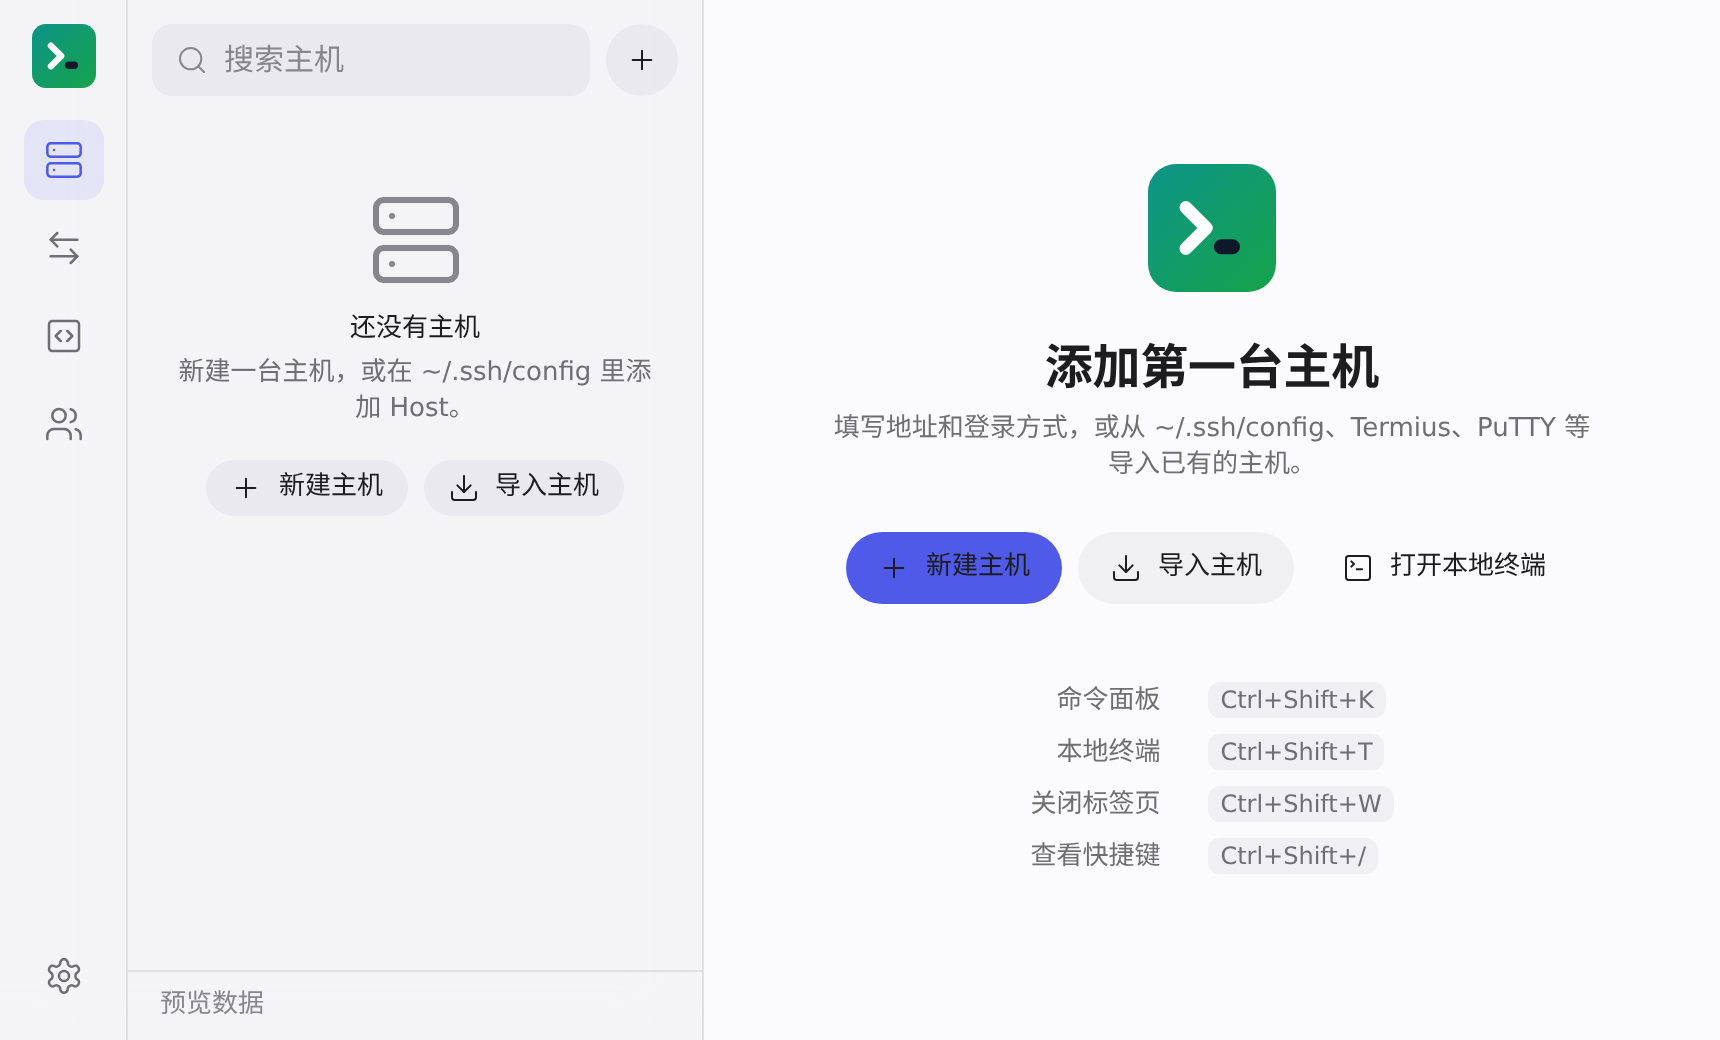 搜索主机
还没有主机
新建一台主机，或在 ~/.ssh/config 里添
加 Host。
新建主机
导入主机
预览数据
添加第一台主机
填写地址和登录方式，或从 ~/.ssh/config、Termius、PuTTY 等
导入已有的主机。
新建主机
导入主机
打开本地终端
命令面板 Ctrl+Shift+K
本地终端 Ctrl+Shift+T
关闭标签页 Ctrl+Shift+W
查看快捷键 Ctrl+Shift+/